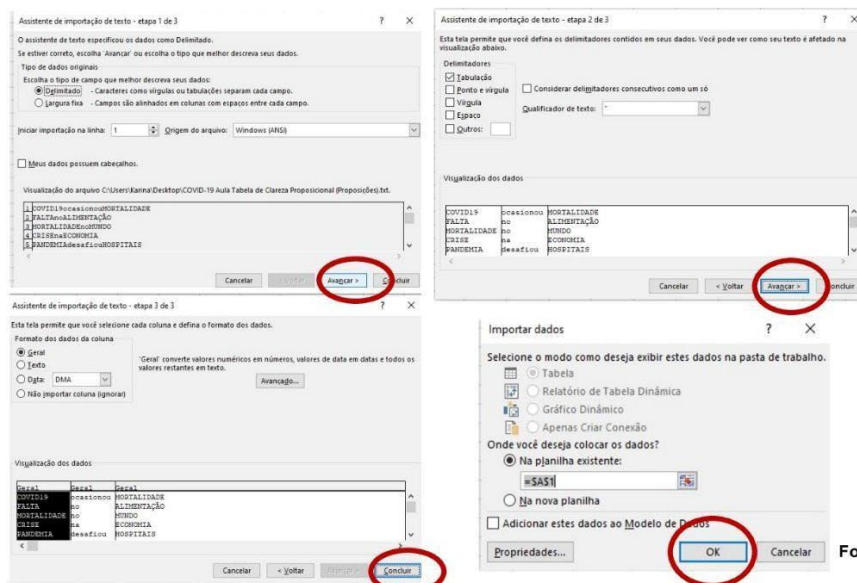 Assistente de importação de texto - etapa 1 de 3 ? ×
O assistente de texto especificou os dados como Delimitado.
Se estiver correto, escolha 'Avançar' ou escolha o tipo que melhor descreva seus dados.
Tipo de dados originais
Escolha o tipo de campo que melhor descreva seus dados:
Delimitado - Caracteres como vírgulas ou tabulações separam cada campo.
Largura fixa - Campos são alinhados em colunas com espaços entre cada campo.
Iniciar importação na linha: 1 Origem do arquivo: Windows (ANSI)
Meus dados possuem cabeçalhos.
Visualização do arquivo C:\Users\Karina\Desktop\COVID-19 Aula Tabela de Clareza Proposicional (Proposições).txt.
1 COVID19ocasionouMORTALIDADE
2 FALTAnoALIMENTAÇÃO
3 MORTALIDADEnoMUNDO
4 CRISEnaECONOMIA
5 PANDEMIAdesafiouHOSPITAIS
Cancelar < Voltar Avançar > Concluir
Assistente de importação de texto - etapa 2 de 3 ? ×
Esta tela permite que você defina os delimitadores contidos em seus dados. Você pode ver como seu texto é afetado na
visualização abaixo.
Delimitadores
Tabulação
Ponto e vírgula
Vírgula
Espaço
Outros:
Considerar delimitadores consecutivos como um só
Qualificador de texto: "
Visualização dos dados
COVID19 ocasionou MORTALIDADE
FALTA no ALIMENTAÇÃO
MORTALIDADE no MUNDO
CRISE na ECONOMIA
PANDEMIA desafiou HOSPITAIS
Cancelar < Voltar Avançar > oncluir
Assistente de importação de texto - etapa 3 de 3 ? ×
Esta tela permite que você selecione cada coluna e defina o formato dos dados.
Formato dos dados da coluna
Geral
Texto
Data: DMA
Não importar coluna (ignorar)
'Geral' converte valores numéricos em números, valores de data em datas e todos os
valores restantes em texto.
Avançado...
Visualização dos dados
Geral Geral Geral
COVID19 ocasionou MORTALIDADE
FALTA no ALIMENTAÇÃO
MORTALIDADE no MUNDO
CRISE na ECONOMIA
PANDEMIA desafiou HOSPITAIS
Cancelar < Voltar Avançar > Concluir
Importar dados ? ×
Selecione o modo como deseja exibir estes dados na pasta de trabalho.
Tabela
Relatório de Tabela Dinâmica
Gráfico Dinâmico
Apenas Criar Conexão
Onde você deseja colocar os dados?
Na planilha existente:
=$A$1
Na nova planilha
Adicionar estes dados ao Modelo de Dados
Propriedades... OK Cancelar
Fo